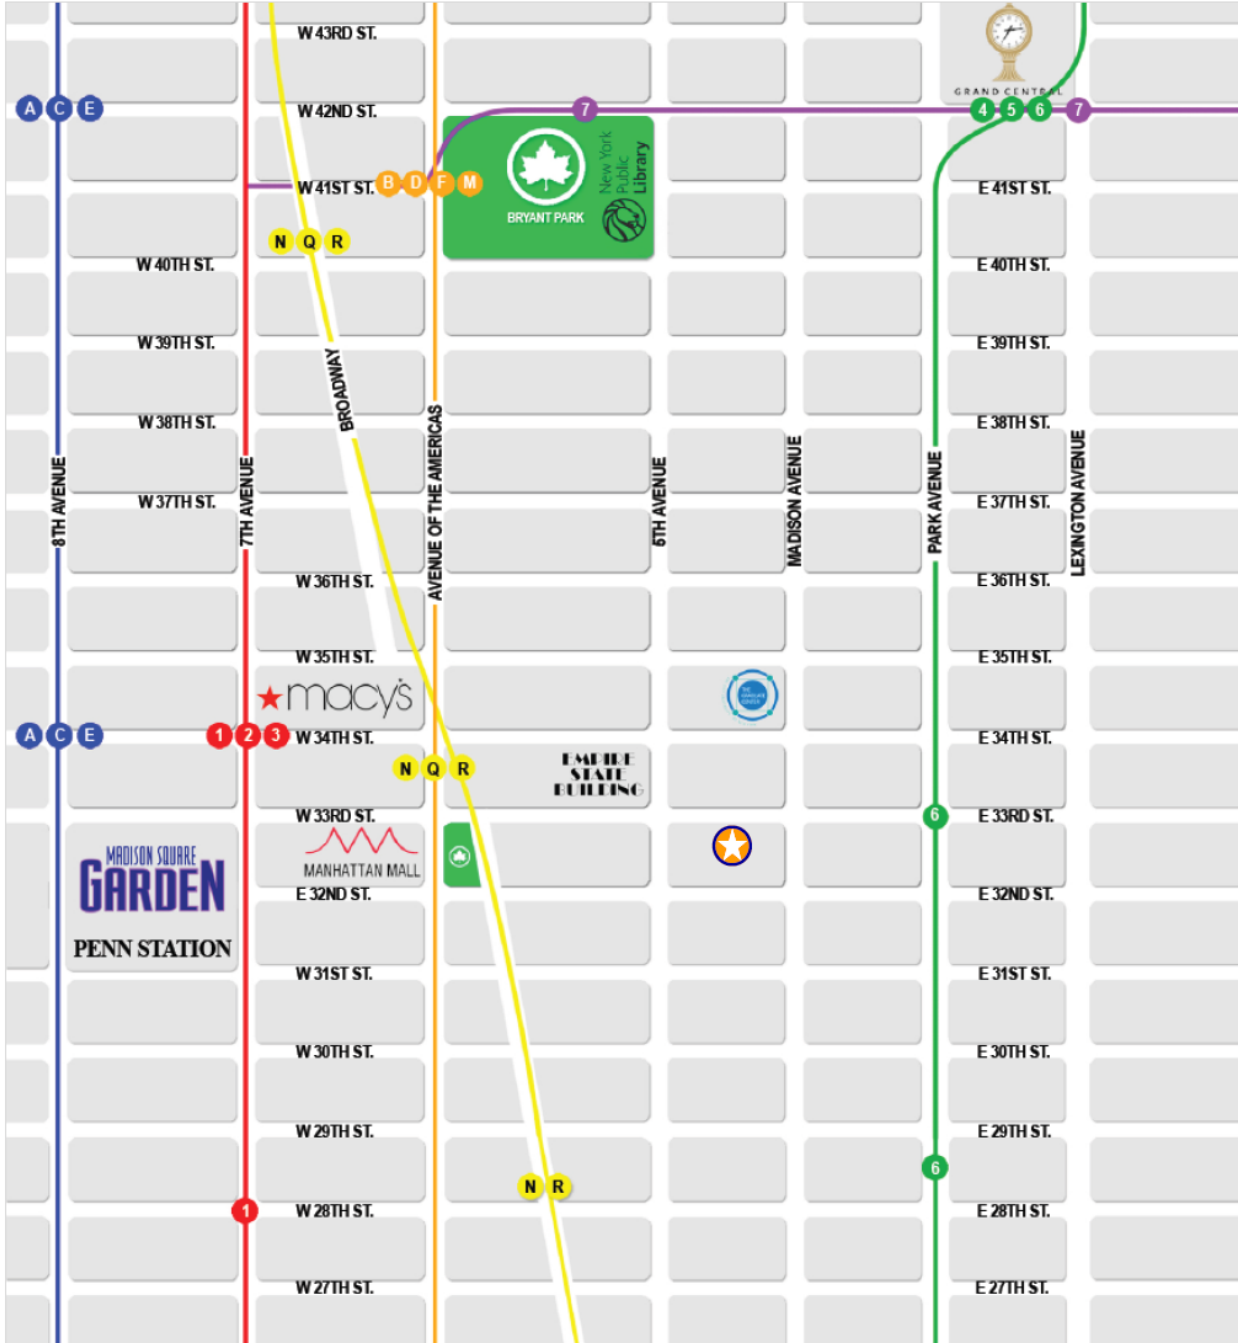 W 43RD ST.
GRAND CENTRAL
A C E
W 42ND ST.
7
4 5 6 7
New York
Public
Library
BRYANT PARK
W 41ST ST.
B D F M
E 41ST ST.
N Q R
W 40TH ST.
E 40TH ST.
W 39TH ST.
E 39TH ST.
BROADWAY
W 38TH ST.
E 38TH ST.
8TH AVENUE
7TH AVENUE
AVENUE OF THE AMERICAS
5TH AVENUE
MADISON AVENUE
PARK AVENUE
LEXINGTON AVENUE
W 37TH ST.
E 37TH ST.
W 36TH ST.
E 36TH ST.
W 35TH ST.
E 35TH ST.
macy's
THE
GRADUATE
CENTER
A C E
1 2 3
W 34TH ST.
E 34TH ST.
N Q R
EMPIRE
STATE
BUILDING
W 33RD ST.
6
E 33RD ST.
MADISON SQUARE
GARDEN
PENN STATION
MANHATTAN MALL
E 32ND ST.
E 32ND ST.
W 31ST ST.
E 31ST ST.
W 30TH ST.
E 30TH ST.
W 29TH ST.
E 29TH ST.
6
N R
1
W 28TH ST.
E 28TH ST.
W 27TH ST.
E 27TH ST.